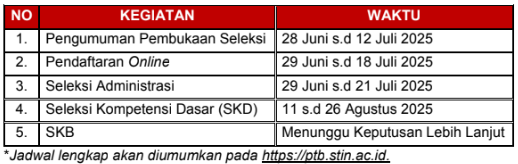 NO KEGIATAN WAKTU
1. Pengumuman Pembukaan Seleksi 28 Juni s.d 12 Juli 2025
2. Pendaftaran Online 29 Juni s.d 18 Juli 2025
3. Seleksi Administrasi 29 Juni s.d 21 Juli 2025
4. Seleksi Kompetensi Dasar (SKD) 11 s.d 26 Agustus 2025
5. SKB Menunggu Keputusan Lebih Lanjut
*Jadwal lengkap akan diumumkan pada https://ptb.stin.ac.id.